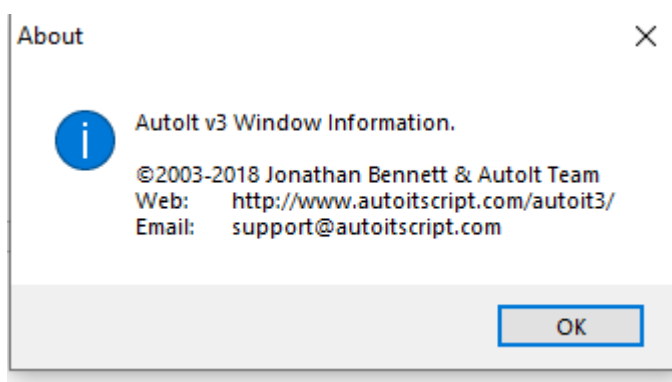 About
AutoIt v3 Window Information.
©2003-2018 Jonathan Bennett & AutoIt Team
Web: http://www.autoitscript.com/autoit3/
Email: support@autoitscript.com
OK